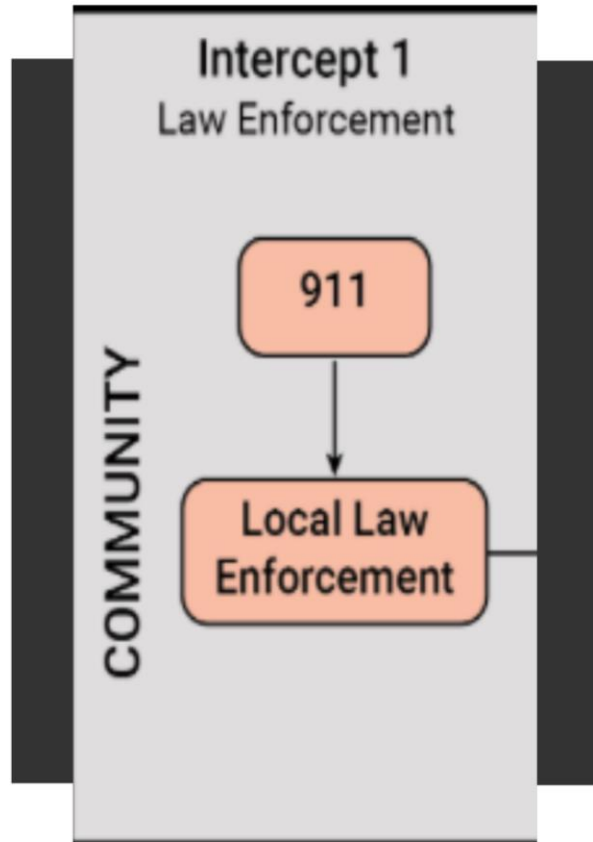 Intercept 1
Law Enforcement
911
COMMUNITY
Local Law
Enforcement